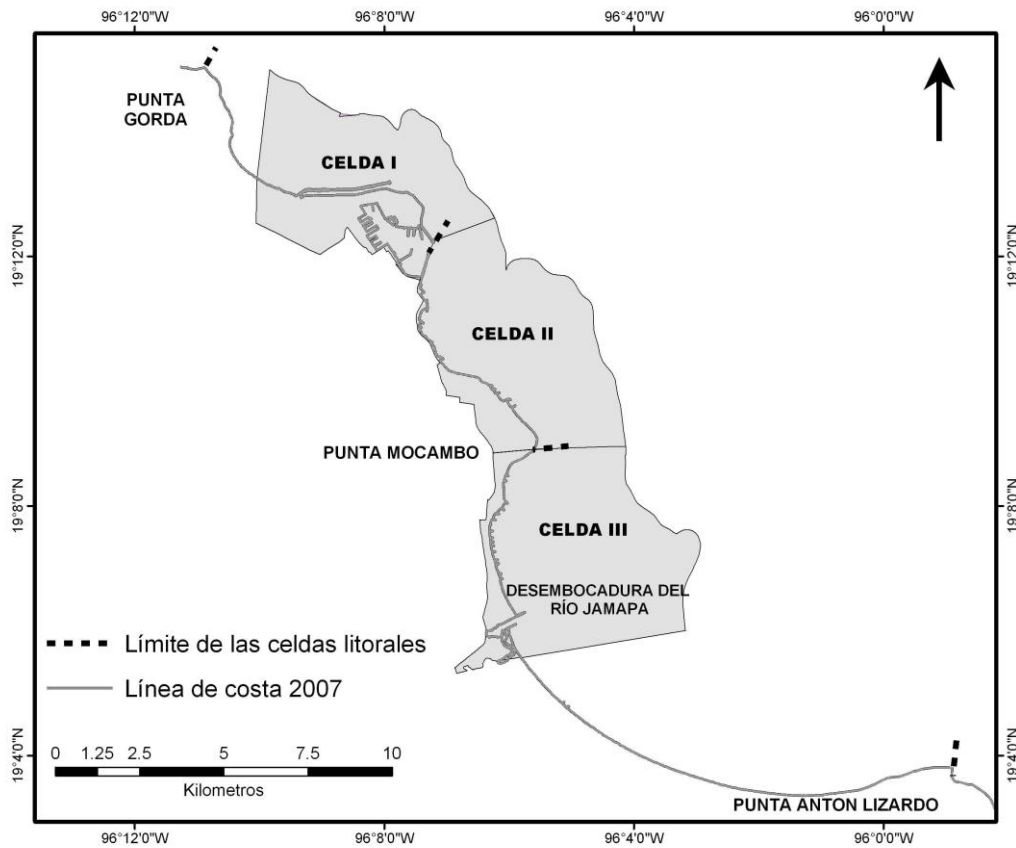 96°12'0"W
96°8'0"W
96°4'0"W
96°0'0"W
PUNTA
GORDA
CELDA I
19°12'0"N
19°12'0"N
CELDA II
PUNTA MOCAMBO
19°8'0"N
19°8'0"N
CELDA III
DESEMBOCADURA DEL
RÍO JAMAPA
Límite de las celdas litorales
Línea de costa 2007
0 1.25 2.5 5 7.5 10
Kilometros
19°4'0"N
19°4'0"N
PUNTA ANTON LIZARDO
96°12'0"W
96°8'0"W
96°4'0"W
96°0'0"W